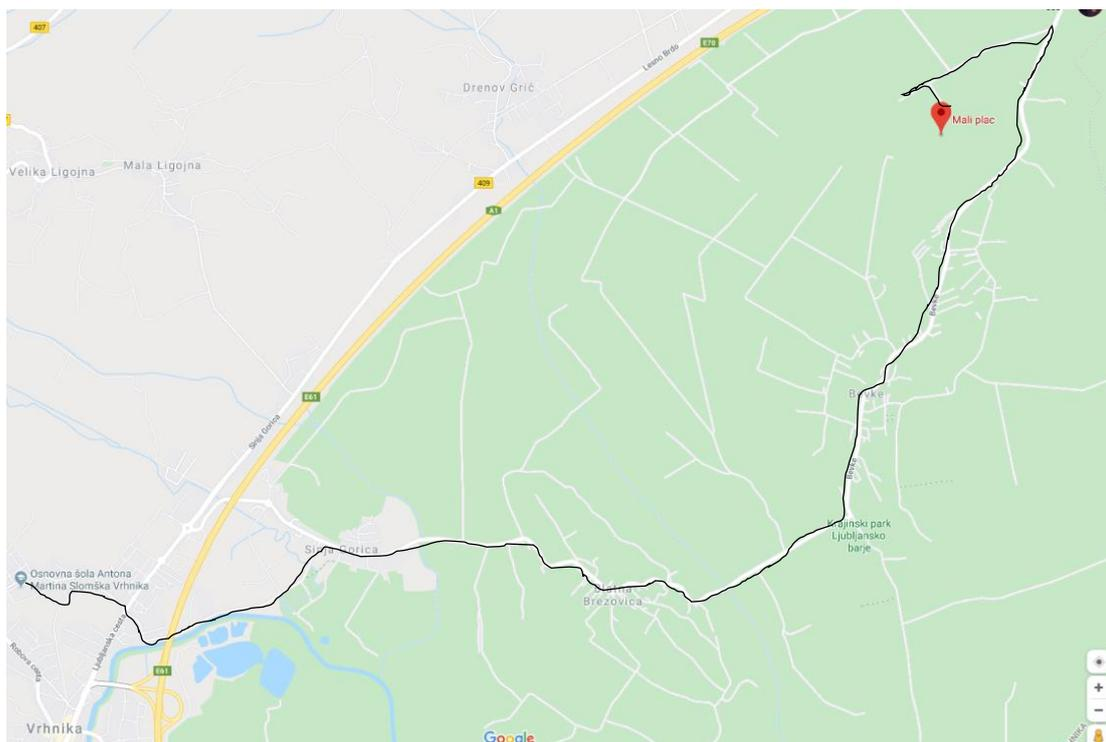 407
E70
Lesno Brdo
Drenov Grič
Mali plac
Velika Ligojna
Mala Ligojna
409
A1
Bevke
E61
Bevke
Sinja Gorica
Bevke
Krajinski park
Ljubljansko
barje
Sinja Gorica
Osnovna šola Antona
Martina Slomška Vrhnika
Blatna
Brezovica
Ljubljanska cesta
Robova cesta
E61
Vrhnika
Google